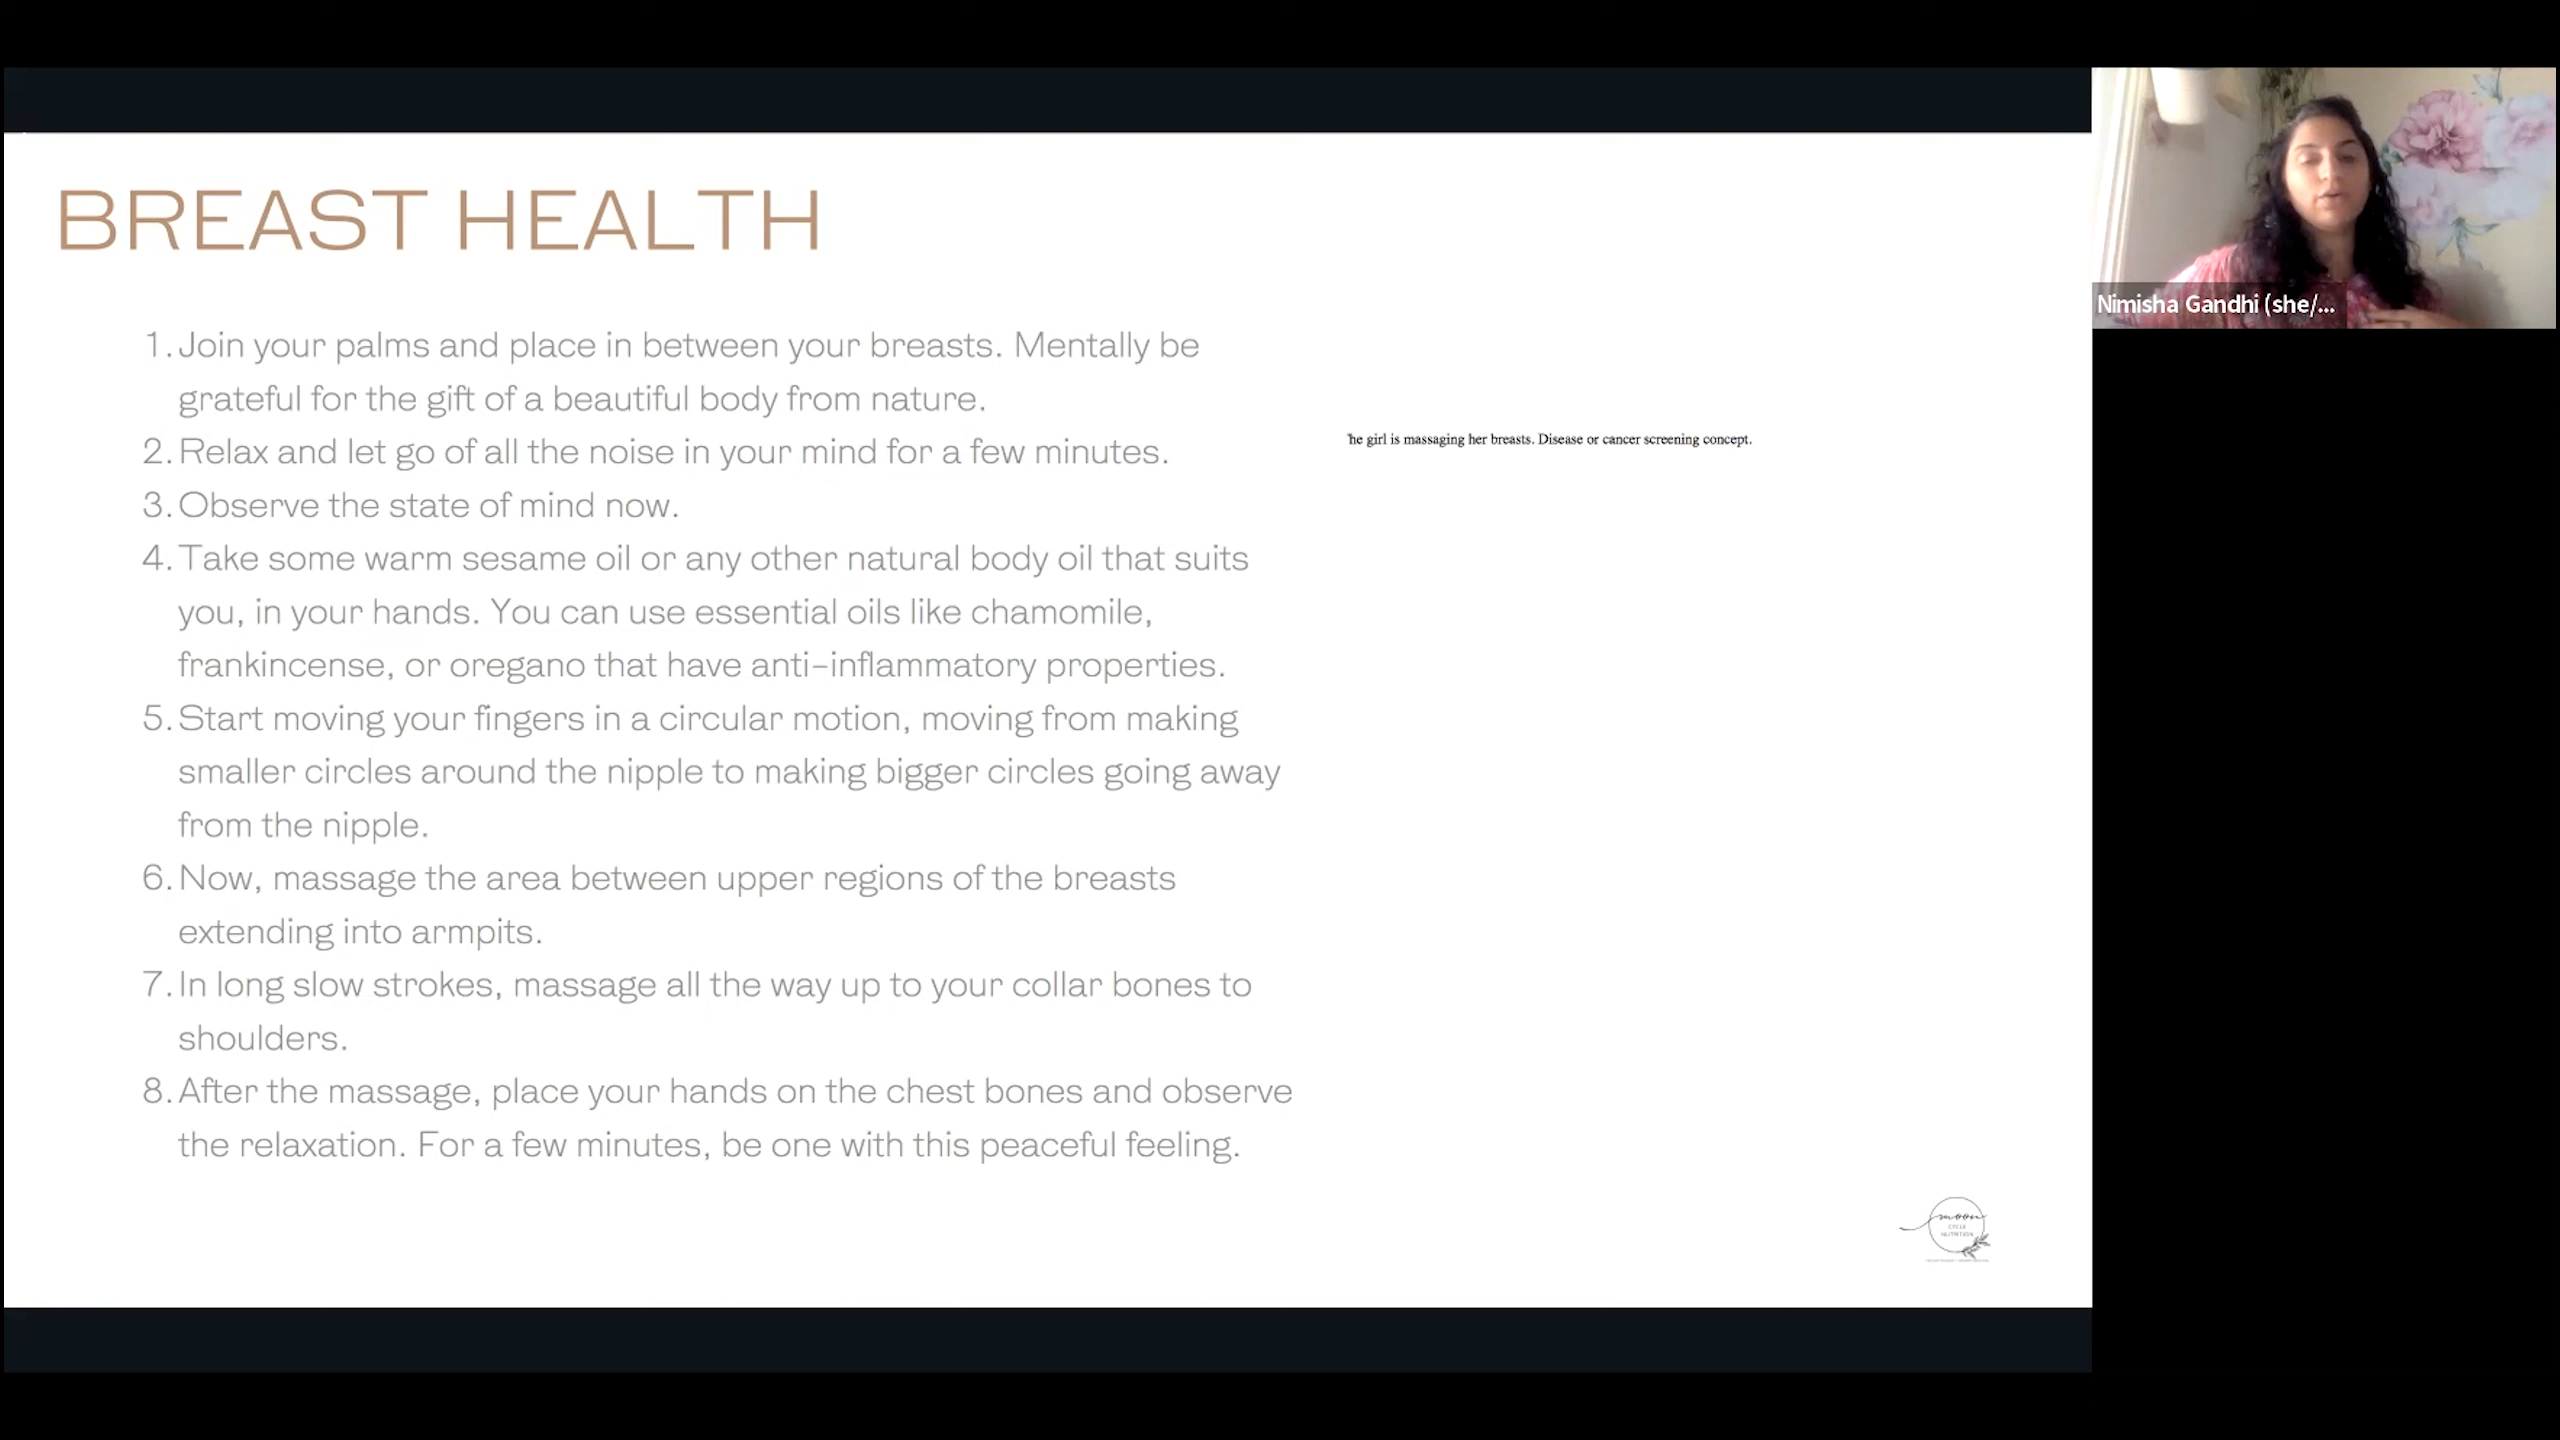 BREAST HEALTH
1. Join your palms and place in between your breasts. Mentally be
grateful for the gift of a beautiful body from nature.
2. Relax and let go of all the noise in your mind for a few minutes.
3. Observe the state of mind now.
4. Take some warm sesame oil or any other natural body oil that suits
you, in your hands. You can use essential oils like chamomile,
frankincense, or oregano that have anti-inflammatory properties.
5. Start moving your fingers in a circular motion, moving from making
smaller circles around the nipple to making bigger circles going away
from the nipple.
6. Now, massage the area between upper regions of the breasts
extending into armpits.
7. In long slow strokes, massage all the way up to your collar bones to
shoulders.
8. After the massage, place your hands on the chest bones and observe
the relaxation. For a few minutes, be one with this peaceful feeling.
he girl is massaging her breasts. Disease or cancer screening concept.
Nimisha Gandhi (she/...
moon
CYCLE
NUTRITION